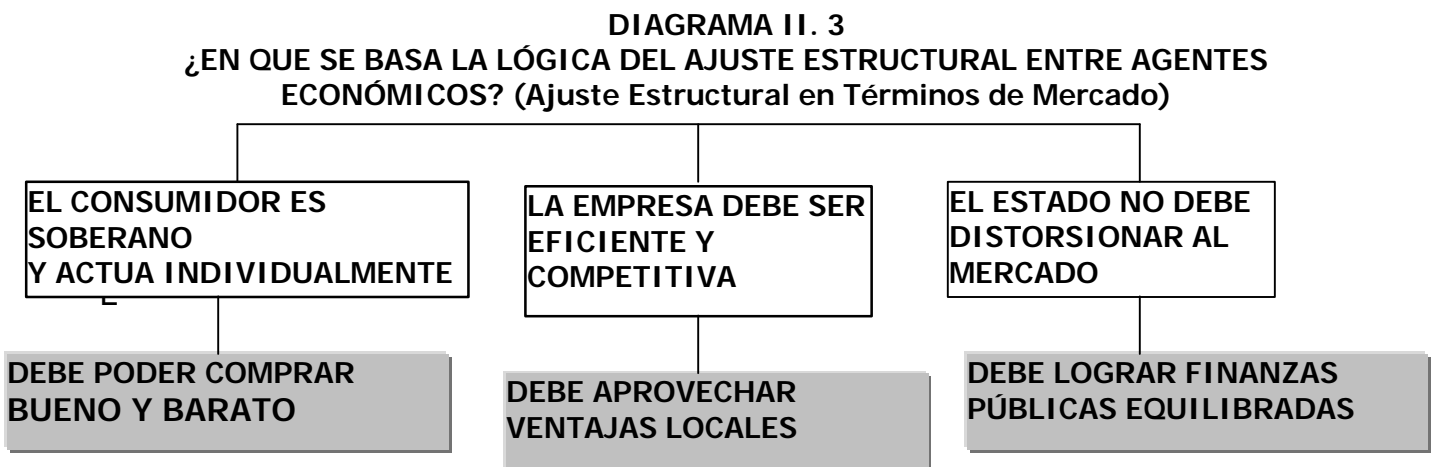 DIAGRAMA II. 3
¿EN QUE SE BASA LA LÓGICA DEL AJUSTE ESTRUCTURAL ENTRE AGENTES
ECONÓMICOS? (Ajuste Estructural en Términos de Mercado)
EL CONSUMIDOR ES
SOBERANO
Y ACTUA INDIVIDUALMENTE
DEBE PODER COMPRAR
BUENO Y BARATO
LA EMPRESA DEBE SER
EFICIENTE Y
COMPETITIVA
DEBE APROVECHAR
VENTAJAS LOCALES
EL ESTADO NO DEBE
DISTORSIONAR AL
MERCADO
DEBE LOGRAR FINANZAS
PÚBLICAS EQUILIBRADAS